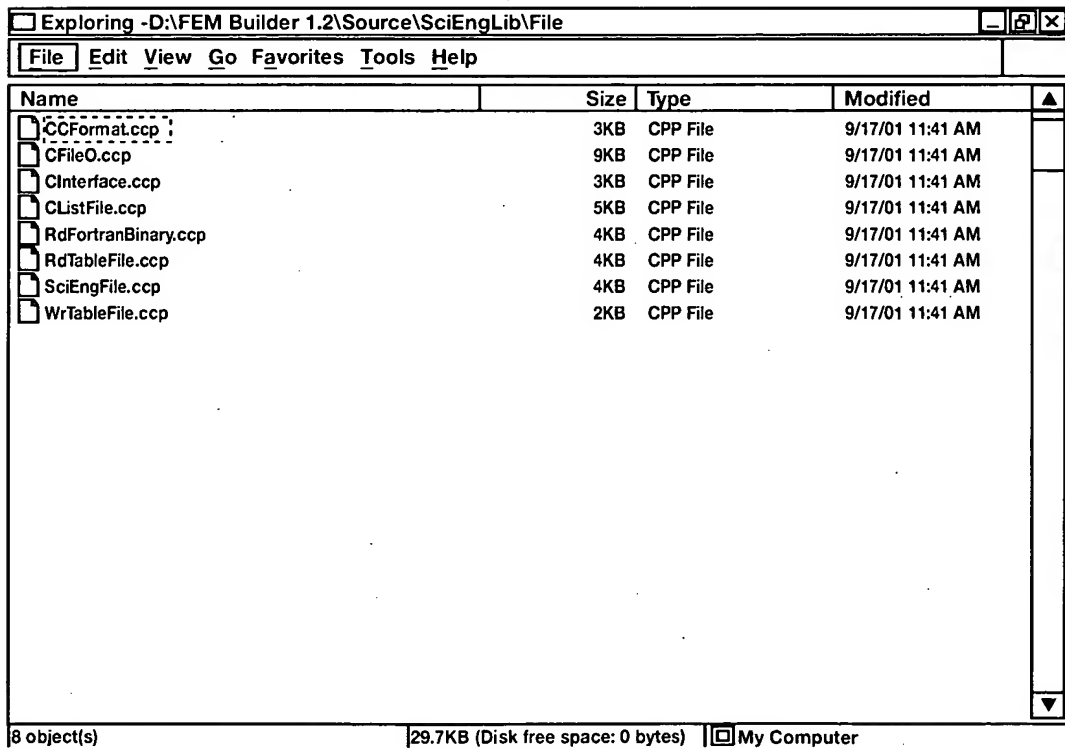 Exploring -D:\FEM Builder 1.2\Source\SciEngLib\File
File Edit View Go Favorites Tools Help
Name Size Type Modified
CCFormat.ccp 3KB CPP File 9/17/01 11:41 AM
CFileO.ccp 9KB CPP File 9/17/01 11:41 AM
CInterface.ccp 3KB CPP File 9/17/01 11:41 AM
CListFile.ccp 5KB CPP File 9/17/01 11:41 AM
RdFortranBinary.ccp 4KB CPP File 9/17/01 11:41 AM
RdTableFile.ccp 4KB CPP File 9/17/01 11:41 AM
SciEngFile.ccp 4KB CPP File 9/17/01 11:41 AM
WrTableFile.ccp 2KB CPP File 9/17/01 11:41 AM
8 object(s) 29.7KB (Disk free space: 0 bytes) My Computer